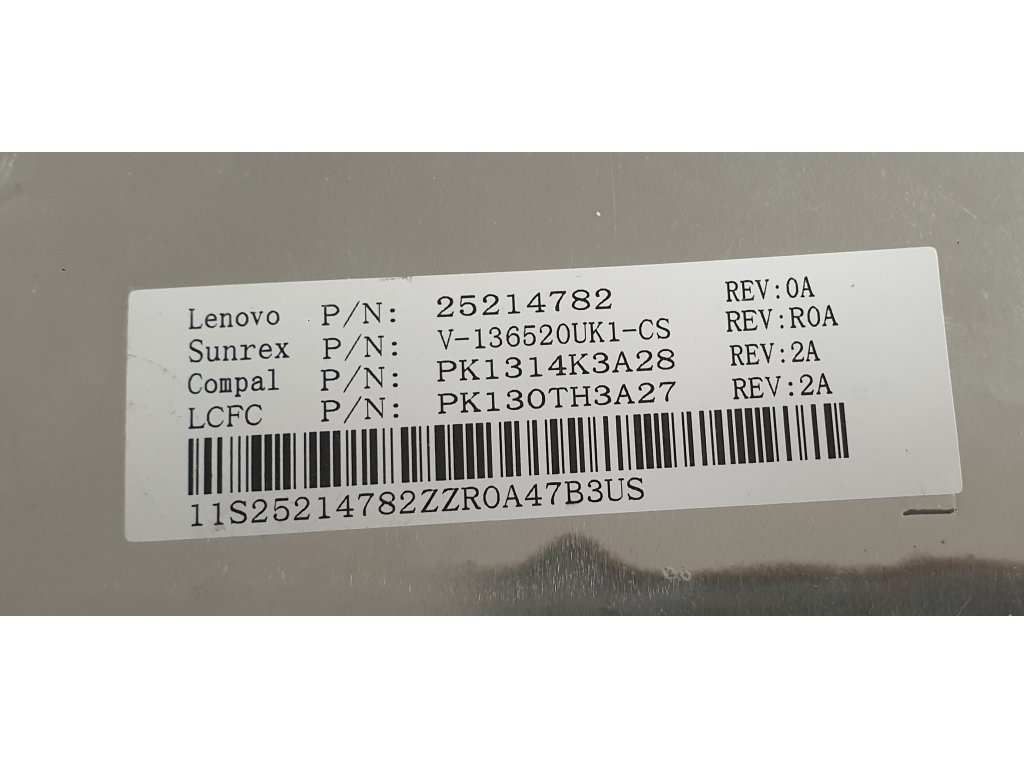 Lenovo P/N: 25214782 REV:0A
Sunrex P/N: V-136520UK1-CS REV:R0A
Compal P/N: PK1314K3A28 REV:2A
LCFC P/N: PK130TH3A27 REV:2A
11S25214782ZZR0A47B3US